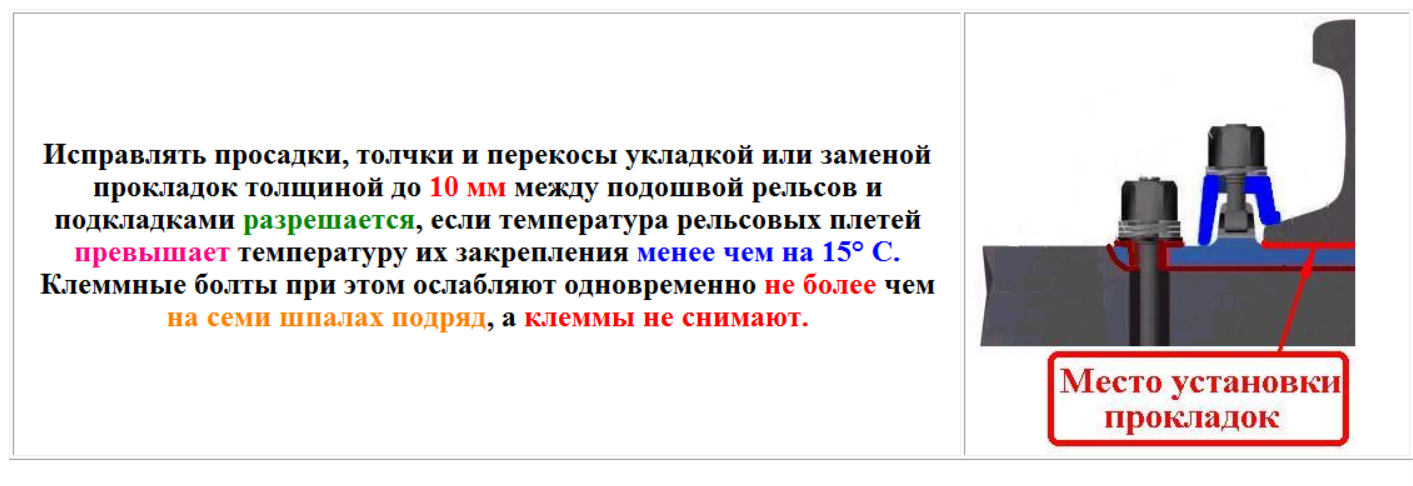 Исправлять просадки, толчки и перекосы укладкой или заменой
прокладок толщиной до 10 мм между подошвой рельсов и
подкладками разрешается, если температура рельсовых плетей
превышает температуру их закрепления менее чем на 15° С.
Клеммные болты при этом ослабляют одновременно не более чем
на семи шпалах подряд, а клеммы не снимают.
Место установки
прокладок